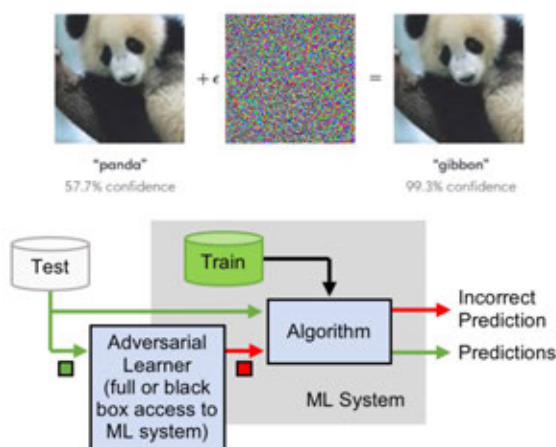 + ϵ
=
"panda"
57.7% confidence
"gibbon"
99.3% confidence
Test
Train
Algorithm
Incorrect
Prediction
Predictions
Adversarial
Learner
(full or black
box access to
ML system)
ML System